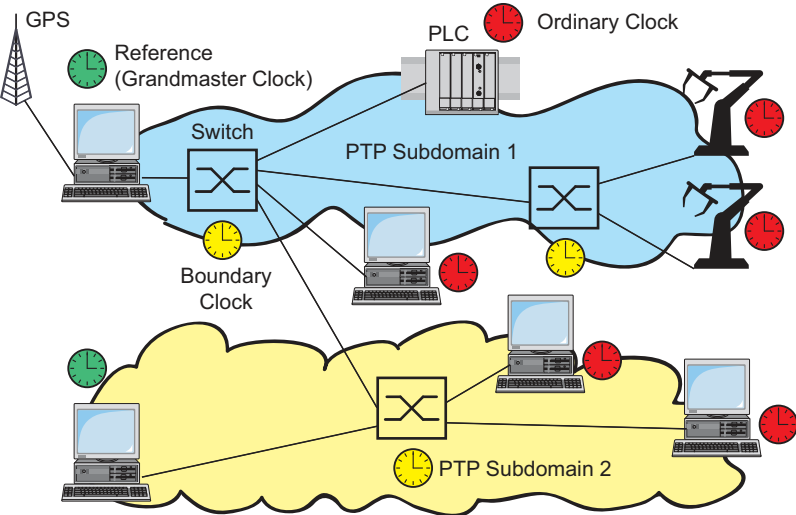 GPS
Reference
(Grandmaster Clock)
PLC
Ordinary Clock
Switch
PTP Subdomain 1
Boundary
Clock
PTP Subdomain 2